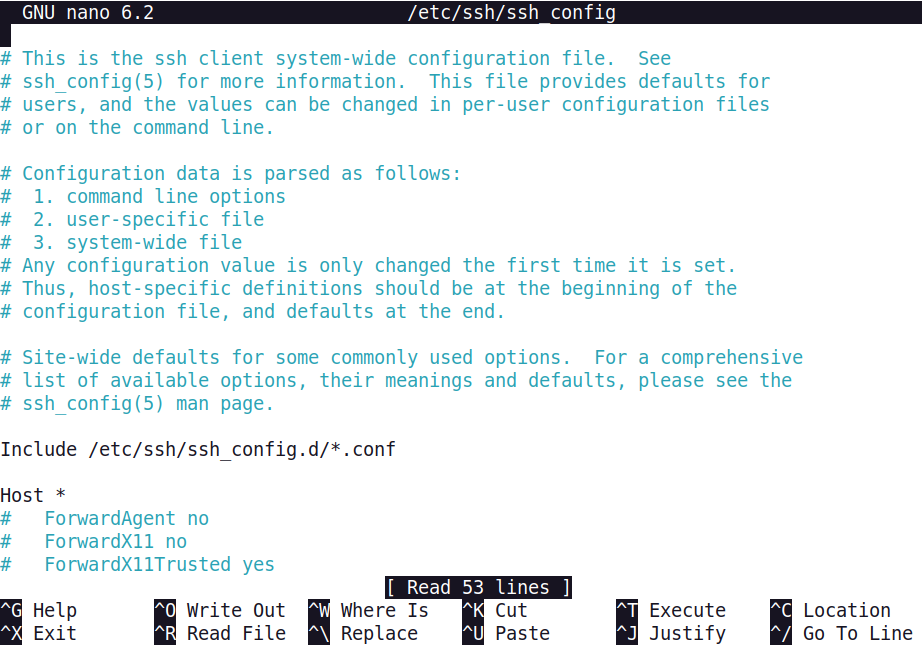 GNU nano 6.2 /etc/ssh/ssh_config
# This is the ssh client system-wide configuration file.  See
# ssh_config(5) for more information.  This file provides defaults for
# users, and the values can be changed in per-user configuration files
# or on the command line.
# Configuration data is parsed as follows:
#  1. command line options
#  2. user-specific file
#  3. system-wide file
# Any configuration value is only changed the first time it is set.
# Thus, host-specific definitions should be at the beginning of the
# configuration file, and defaults at the end.
# Site-wide defaults for some commonly used options.  For a comprehensive
# list of available options, their meanings and defaults, please see the
# ssh_config(5) man page.
Include /etc/ssh/ssh_config.d/*.conf
Host *
#   ForwardAgent no
#   ForwardX11 no
#   ForwardX11Trusted yes
[ Read 53 lines ]
^G Help ^O Write Out ^W Where Is ^K Cut ^T Execute ^C Location
^X Exit ^R Read File ^\ Replace ^U Paste ^J Justify ^/ Go To Line